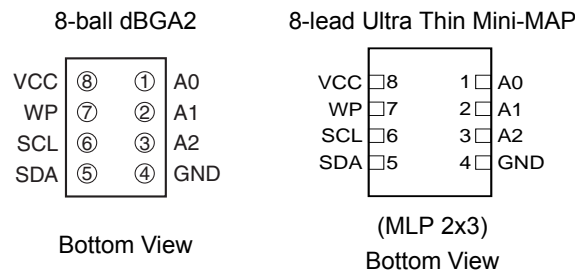 8-ball dBGA2
VCC 8 1 A0
WP 7 2 A1
SCL 6 3 A2
SDA 5 4 GND
Bottom View
8-lead Ultra Thin Mini-MAP
VCC 8 1 A0
WP 7 2 A1
SCL 6 3 A2
SDA 5 4 GND
(MLP 2x3)
Bottom View